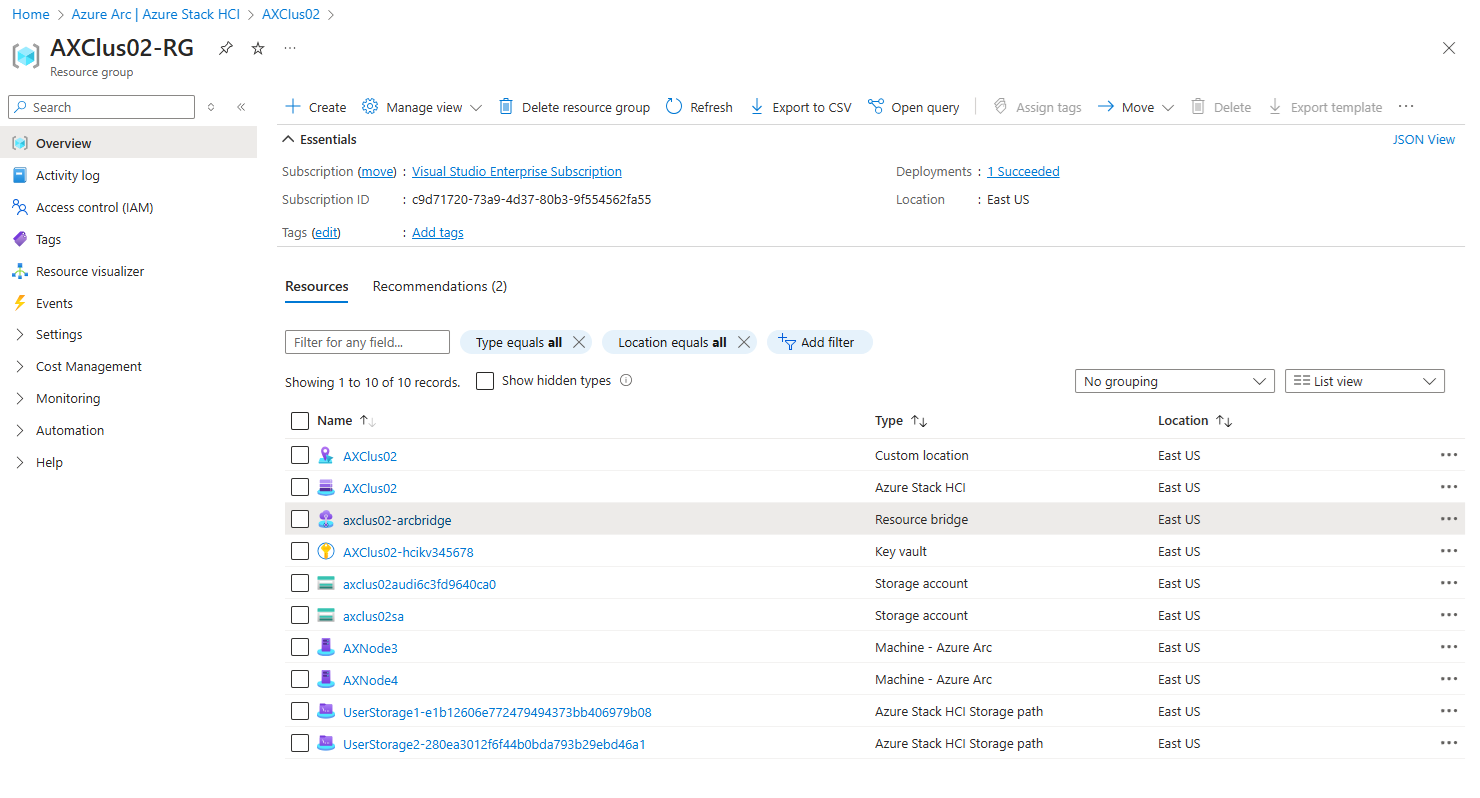 Home > Azure Arc | Azure Stack HCI > AXClus02 >
AXClus02-RG
Resource group
Search
Create Manage view Delete resource group Refresh Export to CSV Open query Assign tags Move Delete Export template
Overview
Activity log
Access control (IAM)
Tags
Resource visualizer
Events
Settings
Cost Management
Monitoring
Automation
Help
Essentials JSON View
Subscription (move) : Visual Studio Enterprise Subscription Deployments : 1 Succeeded
Subscription ID : c9d71720-73a9-4d37-80b3-9f554562fa55 Location : East US
Tags (edit) : Add tags
Resources Recommendations (2)
Filter for any field... Type equals all Location equals all Add filter
Showing 1 to 10 of 10 records. Show hidden types No grouping List view
Name Type Location
AXClus02 Custom location East US
AXClus02 Azure Stack HCI East US
axclus02-arcbridge Resource bridge East US
AXClus02-hcikv345678 Key vault East US
axclus02audi6c3fd9640ca0 Storage account East US
axclus02sa Storage account East US
AXNode3 Machine - Azure Arc East US
AXNode4 Machine - Azure Arc East US
UserStorage1-e1b12606e772479494373bb406979b08 Azure Stack HCI Storage path East US
UserStorage2-280ea3012f6f44b0bda793b29ebd46a1 Azure Stack HCI Storage path East US